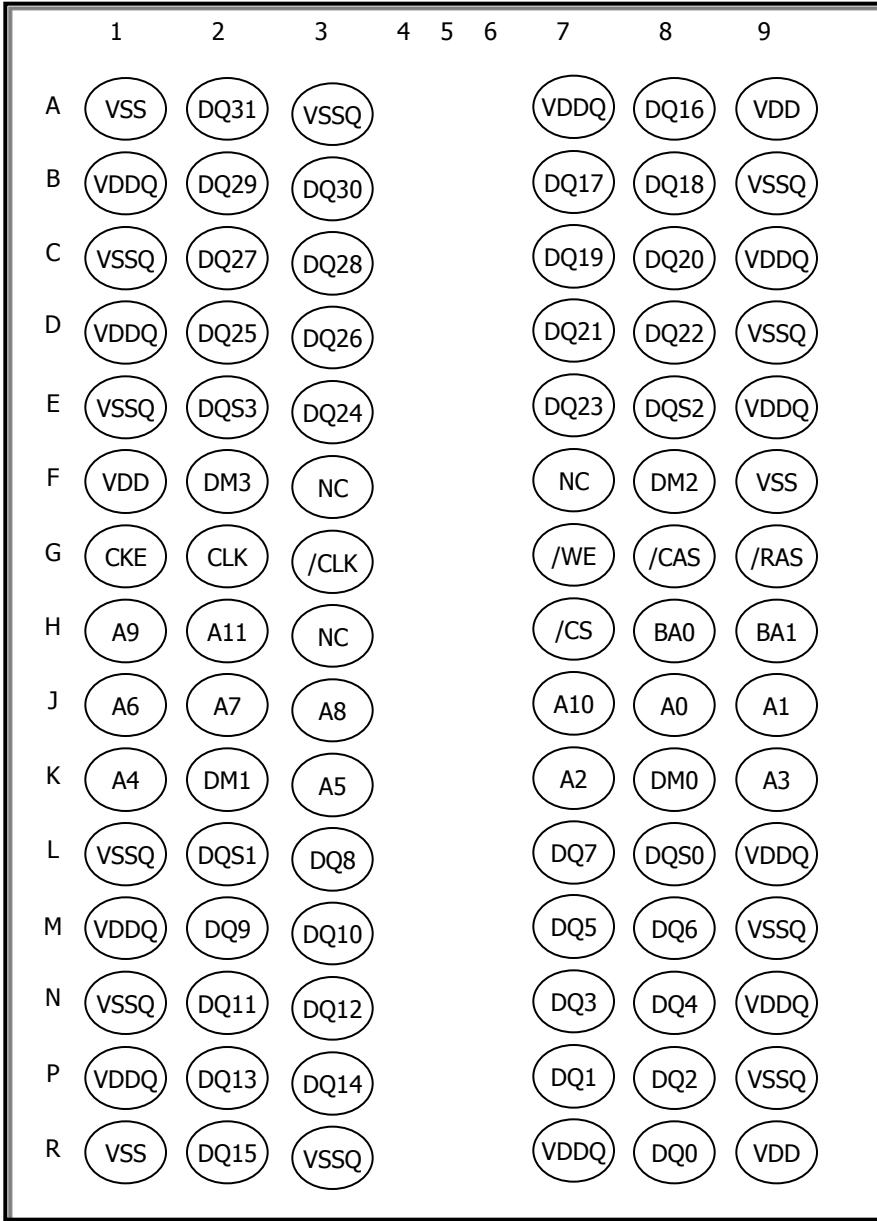 1 2 3 4 5 6 7 8 9
A VSS DQ31 VSSQ VDDQ DQ16 VDD
B VDDQ DQ29 DQ30 DQ17 DQ18 VSSQ
C VSSQ DQ27 DQ28 DQ19 DQ20 VDDQ
D VDDQ DQ25 DQ26 DQ21 DQ22 VSSQ
E VSSQ DQS3 DQ24 DQ23 DQS2 VDDQ
F VDD DM3 NC NC DM2 VSS
G CKE CLK /CLK /WE /CAS /RAS
H A9 A11 NC /CS BA0 BA1
J A6 A7 A8 A10 A0 A1
K A4 DM1 A5 A2 DM0 A3
L VSSQ DQS1 DQ8 DQ7 DQS0 VDDQ
M VDDQ DQ9 DQ10 DQ5 DQ6 VSSQ
N VSSQ DQ11 DQ12 DQ3 DQ4 VDDQ
P VDDQ DQ13 DQ14 DQ1 DQ2 VSSQ
R VSS DQ15 VSSQ VDDQ DQ0 VDD